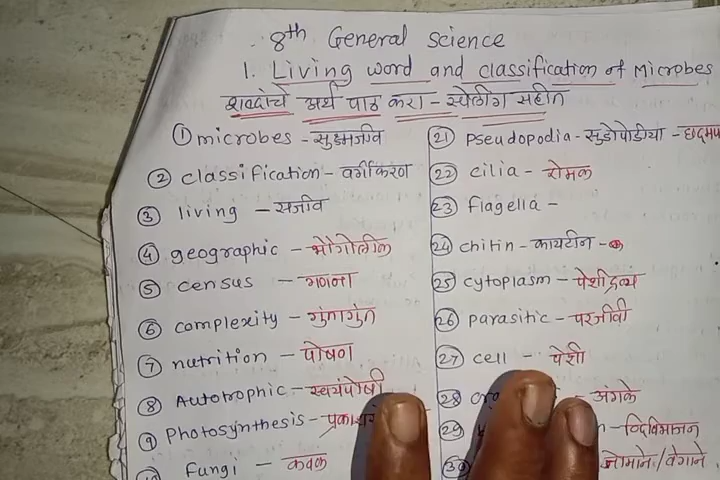 8th General Science
1. Living word and classification of Microbes
शब्दांचे अर्थ पाठ करा - स्पेलींग सहीत
① microbes - सुक्ष्मजीव
② classification - वर्गीकरण
③ living - सजीव
④ geographic - भौगोलीक
⑤ census - गणना
⑥ complexity - गुंतागुंत
⑦ nutrition - पोषण
⑧ Autotrophic - स्वयंपोषी
⑨ Photosynthesis -
Fungi - कवक
㉑ Pseudopodia - सुडोपोडीया -
㉒ cilia - रोमक
㉓ Flagella -
㉔ chitin - कायटीन -
㉕ cytoplasm - पेशीद्रव्य
㉖ parasitic - परजीवी
㉗ cell - पेशी
㉘ - अंगके
㉙ - व्दिविभाजन
㉚ जोमाने / वेगाने